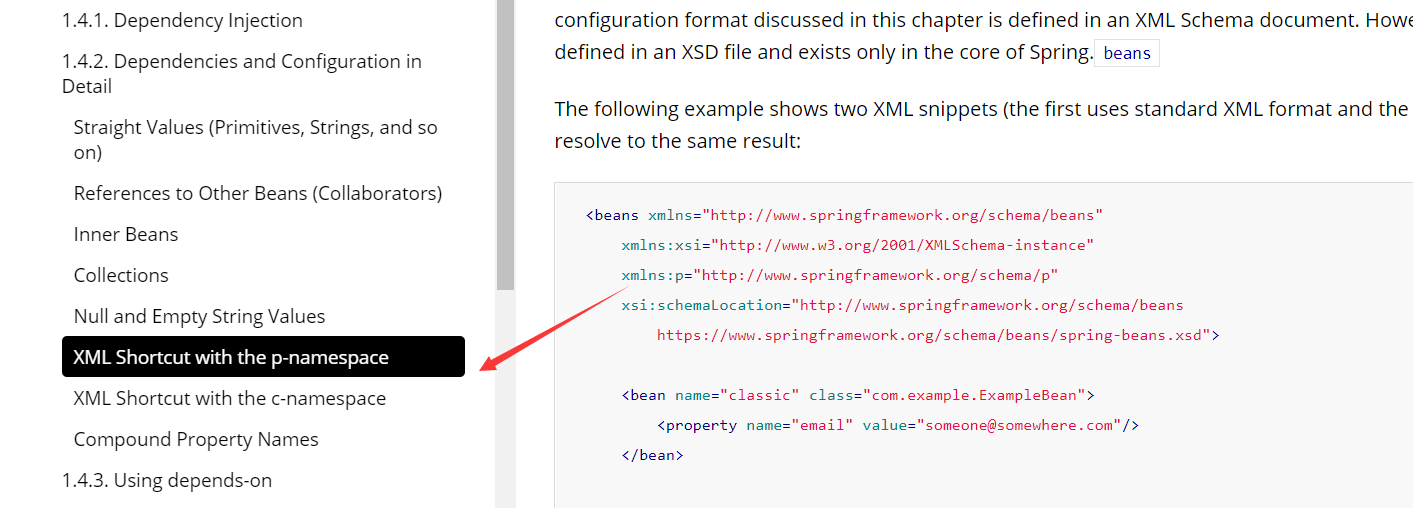 1.4.1. Dependency Injection
1.4.2. Dependencies and Configuration in
Detail
Straight Values (Primitives, Strings, and so
on)
References to Other Beans (Collaborators)
Inner Beans
Collections
Null and Empty String Values
XML Shortcut with the p-namespace
XML Shortcut with the c-namespace
Compound Property Names
1.4.3. Using depends-on
configuration format discussed in this chapter is defined in an XML Schema document. Howe
defined in an XSD file and exists only in the core of Spring. beans
The following example shows two XML snippets (the first uses standard XML format and the
resolve to the same result:
<beans xmlns="http://www.springframework.org/schema/beans"
xmlns:xsi="http://www.w3.org/2001/XMLSchema-instance"
xmlns:p="http://www.springframework.org/schema/p"
xsi:schemaLocation="http://www.springframework.org/schema/beans
https://www.springframework.org/schema/beans/spring-beans.xsd">
<bean name="classic" class="com.example.ExampleBean">
<property name="email" value="someone@somewhere.com"/>
</bean>